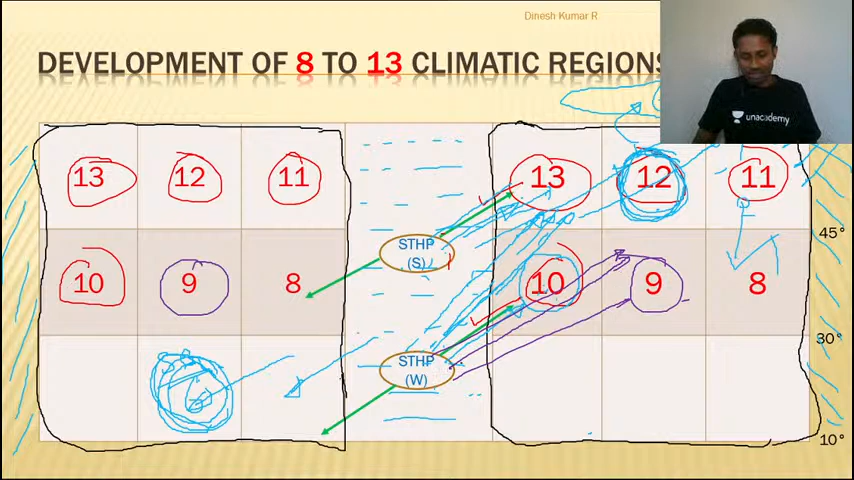 Dinesh Kumar R
DEVELOPMENT OF 8 TO 13 CLIMATIC REGIONS
unacademy
13 12 11 13 12 11
STHP
(S)
45°
10 9 8 10 9 8
30°
STHP
(W)
10°